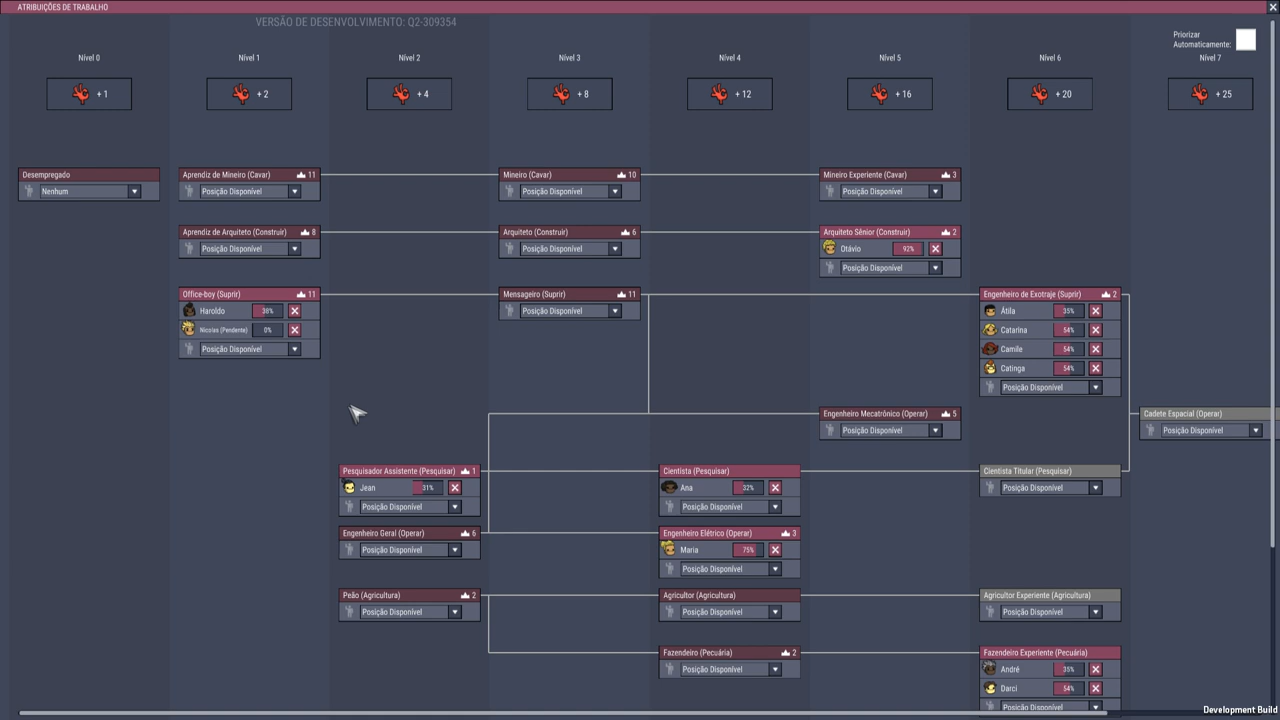 ATRIBUIÇÕES DE TRABALHO
VERSÃO DE DESENVOLVIMENTO: Q2-309354
Priorizar
Automaticamente:
Nível 0
Nível 1
Nível 2
Nível 3
Nível 4
Nível 5
Nível 6
Nível 7
+ 1
+ 2
+ 4
+ 8
+ 12
+ 16
+ 20
+ 25
Desempregado
Nenhum
Aprendiz de Mineiro (Cavar) 11
Posição Disponível
Mineiro (Cavar) 10
Posição Disponível
Mineiro Experiente (Cavar) 3
Posição Disponível
Aprendiz de Arquiteto (Construir) 8
Posição Disponível
Arquiteto (Construir) 6
Posição Disponível
Arquiteto Sênior (Construir) 2
Otávio 92%
Posição Disponível
Office-boy (Suprir) 11
Haroldo 38%
Nicolas (Pendente) 0%
Posição Disponível
Mensageiro (Suprir) 11
Posição Disponível
Engenheiro de Exotraje (Suprir) 2
Átila 35%
Catarina 54%
Camile 54%
Catinga 54%
Posição Disponível
Engenheiro Mecatrônico (Operar) 5
Posição Disponível
Cadete Espacial (Operar)
Posição Disponível
Pesquisador Assistente (Pesquisar) 1
Jean 31%
Posição Disponível
Cientista (Pesquisar)
Ana 32%
Posição Disponível
Cientista Titular (Pesquisar)
Posição Disponível
Engenheiro Geral (Operar) 6
Posição Disponível
Engenheiro Elétrico (Operar) 3
Maria 75%
Posição Disponível
Peão (Agricultura) 2
Posição Disponível
Agricultor (Agricultura)
Posição Disponível
Agricultor Experiente (Agricultura)
Posição Disponível
Fazendeiro (Pecuária) 2
Posição Disponível
Fazendeiro Experiente (Pecuária)
André 35%
Darci 54%
Posição Disponível
Development Build